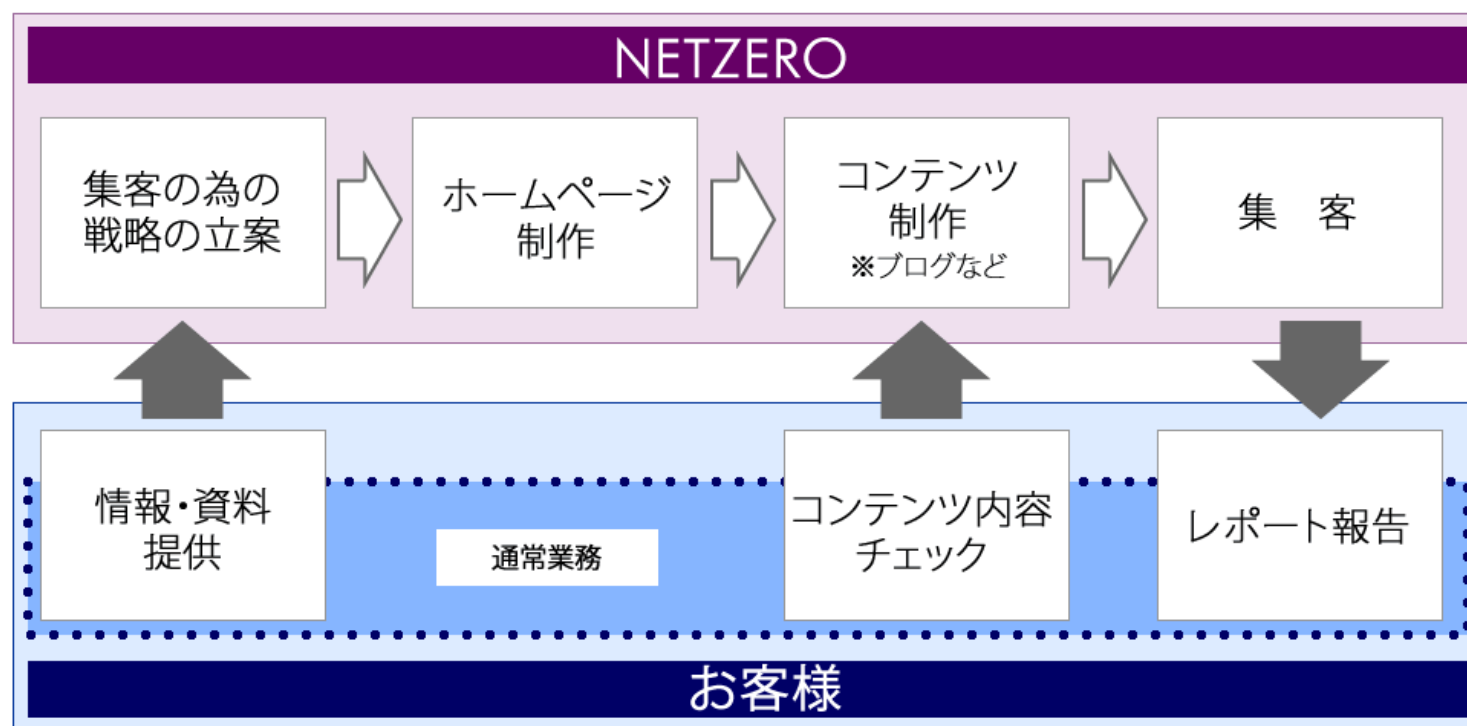 NETZERO
集客の為の
戦略の立案
ホームページ
制作
コンテンツ
制作
※ブログなど
集　客
情報・資料
提供
通常業務
コンテンツ内容
チェック
レポート報告
お客様